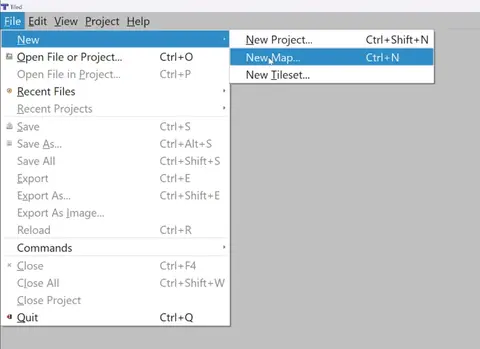 Tiled
File Edit View Project Help
New
Open File or Project... Ctrl+O
Open File in Project... Ctrl+P
Recent Files
Recent Projects
Save Ctrl+S
Save As... Ctrl+Alt+S
Save All Ctrl+Shift+S
Export Ctrl+E
Export As... Ctrl+Shift+E
Export As Image...
Reload Ctrl+R
Commands
Close Ctrl+F4
Close All Ctrl+Shift+W
Close Project
Quit Ctrl+Q
New Project... Ctrl+Shift+N
New Map... Ctrl+N
New Tileset...